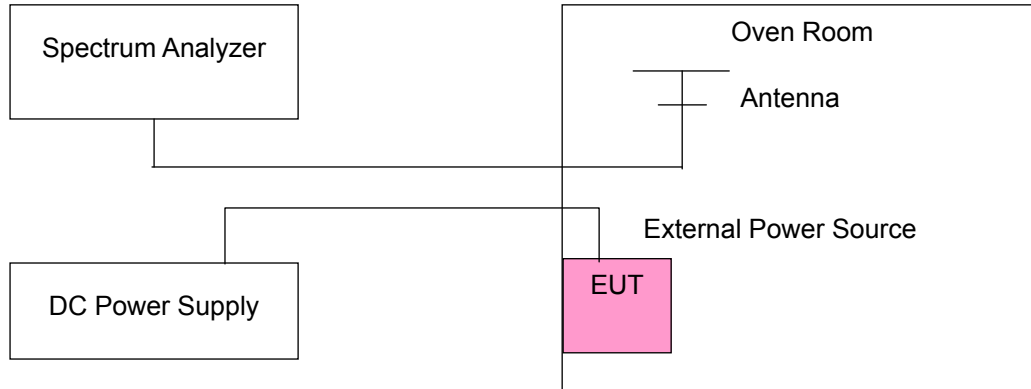 Spectrum Analyzer
Oven Room
Antenna
External Power Source
EUT
DC Power Supply